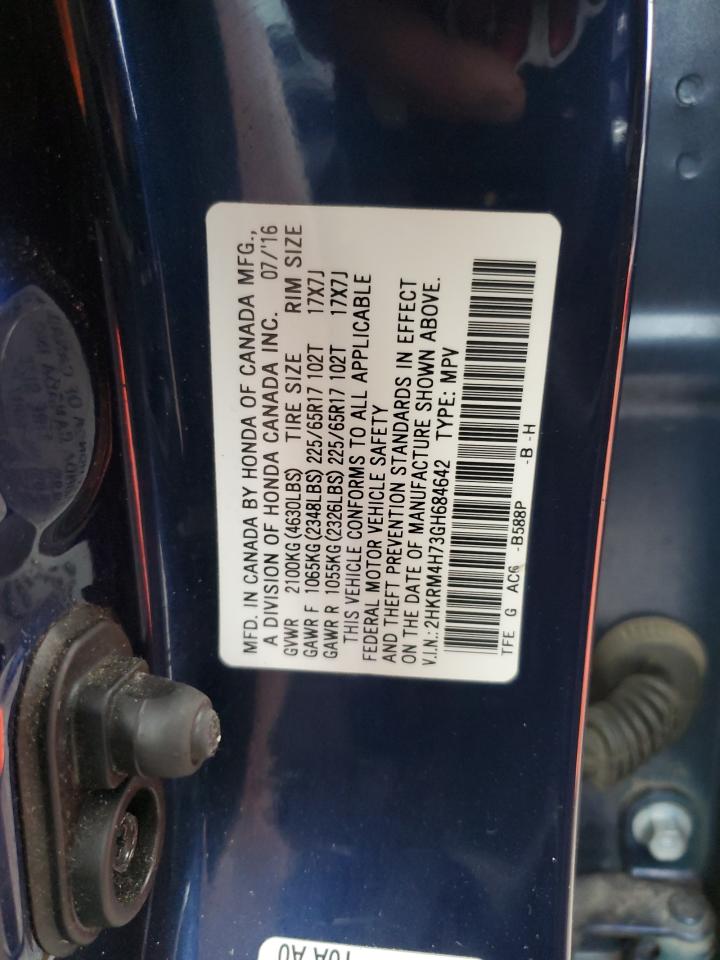 MFD. IN CANADA BY HONDA OF CANADA MFG.,
A DIVISION OF HONDA CANADA INC. 07/'16
GVWR 2100KG(4630LBS) TIRE SIZE RIM SIZE
GAWR F 1065KG(2348LBS) 225/65R17 102T 17X7J
GAWR R 1055KG(2326LBS) 225/65R17 102T 17X7J
THIS VEHICLE CONFORMS TO ALL APPLICABLE
FEDERAL MOTOR VEHICLE SAFETY
AND THEFT PREVENTION STANDARDS IN EFFECT
ON THE DATE OF MANUFACTURE SHOWN ABOVE.
V.I.N.: 2HKRM4H73GH684642 TYPE: MPV
TFE G AC6 -B588P -B -H